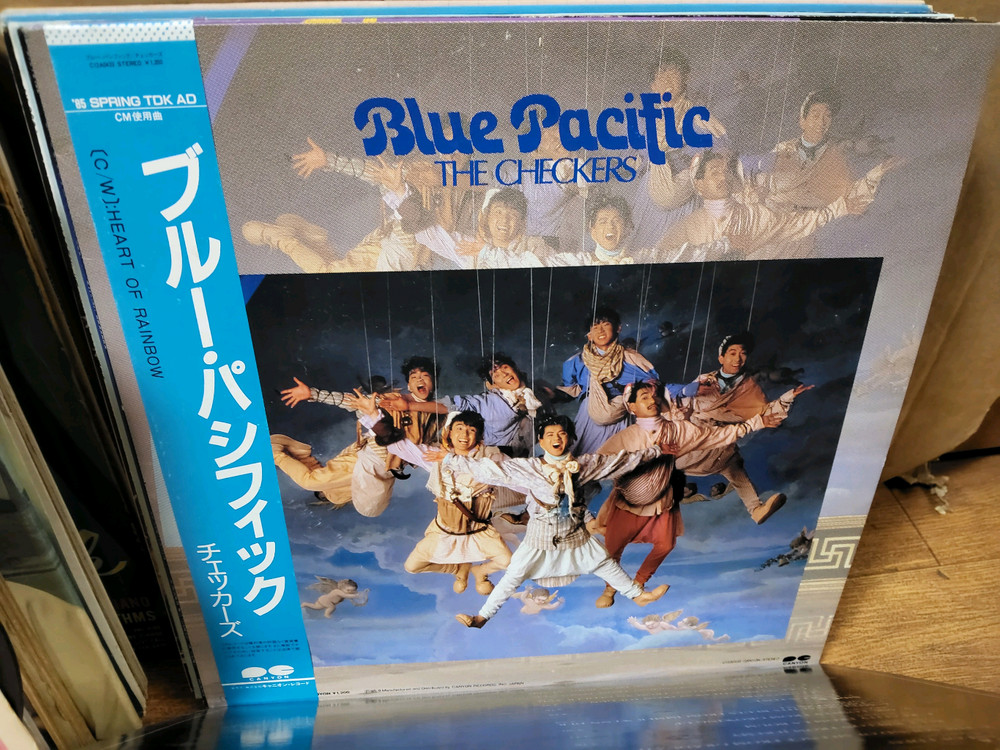 '85 SPRING TDK AD
CM使用曲
ブルー・パシフィック
チェッカーズ
〔C/W〕:HEART OF RAINBOW
CANYON
Blue Pacific
THE CHECKERS
CANYON